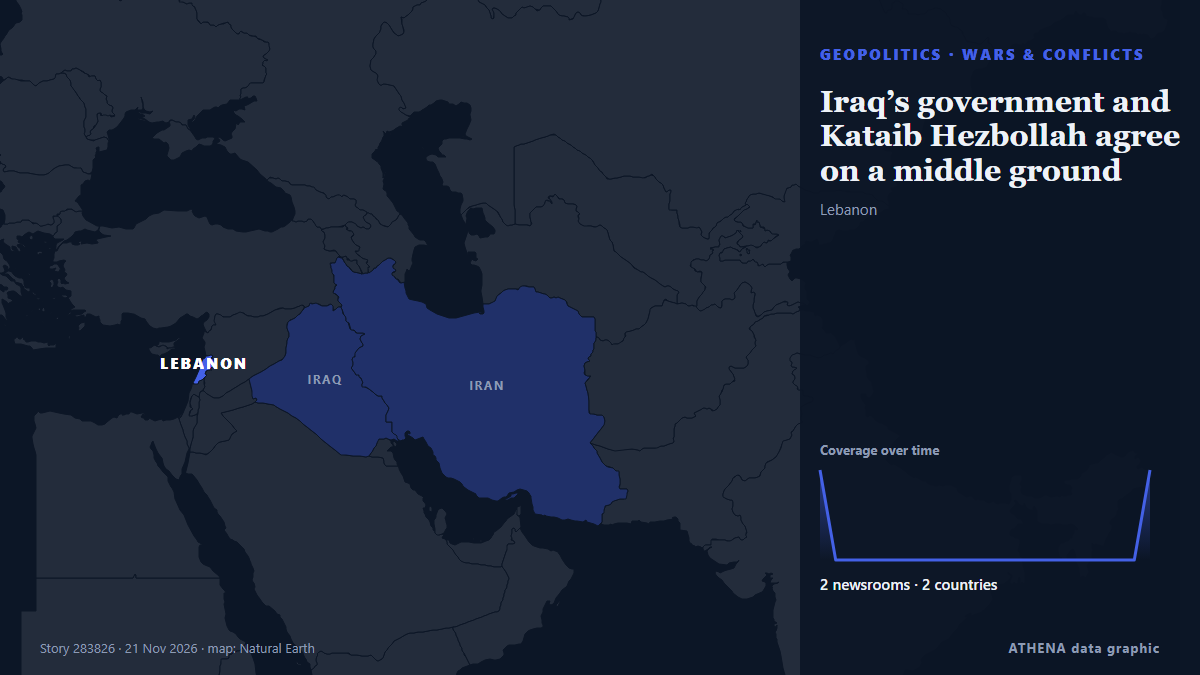 GEOPOLITICS · WARS & CONFLICTS
Iraq’s government and
Kataib Hezbollah agree
on a middle ground
Lebanon
LEBANON
IRAQ
IRAN
Coverage over time
2 newsrooms · 2 countries
Story 283826 · 21 Nov 2026 · map: Natural Earth
ATHENA data graphic